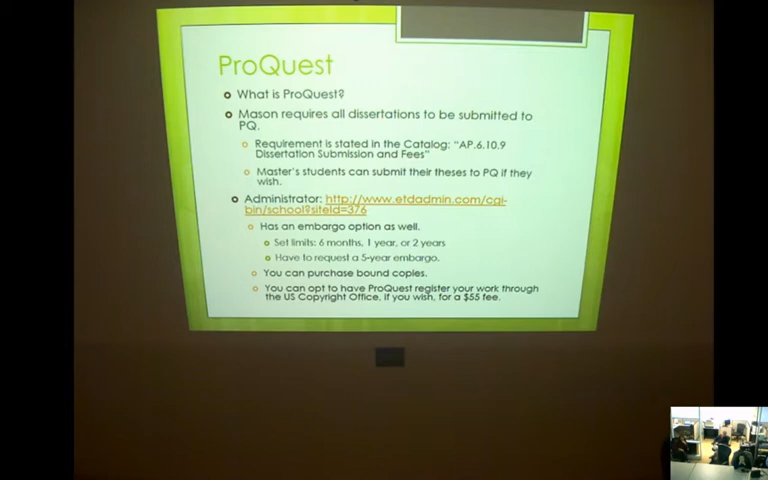 ProQuest
What is ProQuest?
Mason requires all dissertations to be submitted to
PQ.
Requirement is stated in the Catalog: "AP.6.10.9
Dissertation Submission and Fees"
Master's students can submit their theses to PQ if they
wish.
Administrator: http://www.etdadmin.com/cgi-
bin/school?siteId=376
Has an embargo option as well.
Set limits: 6 months, 1 year, or 2 years
Have to request a 5-year embargo.
You can purchase bound copies.
You can opt to have ProQuest register your work through
the US Copyright Office, if you wish, for a $55 fee.